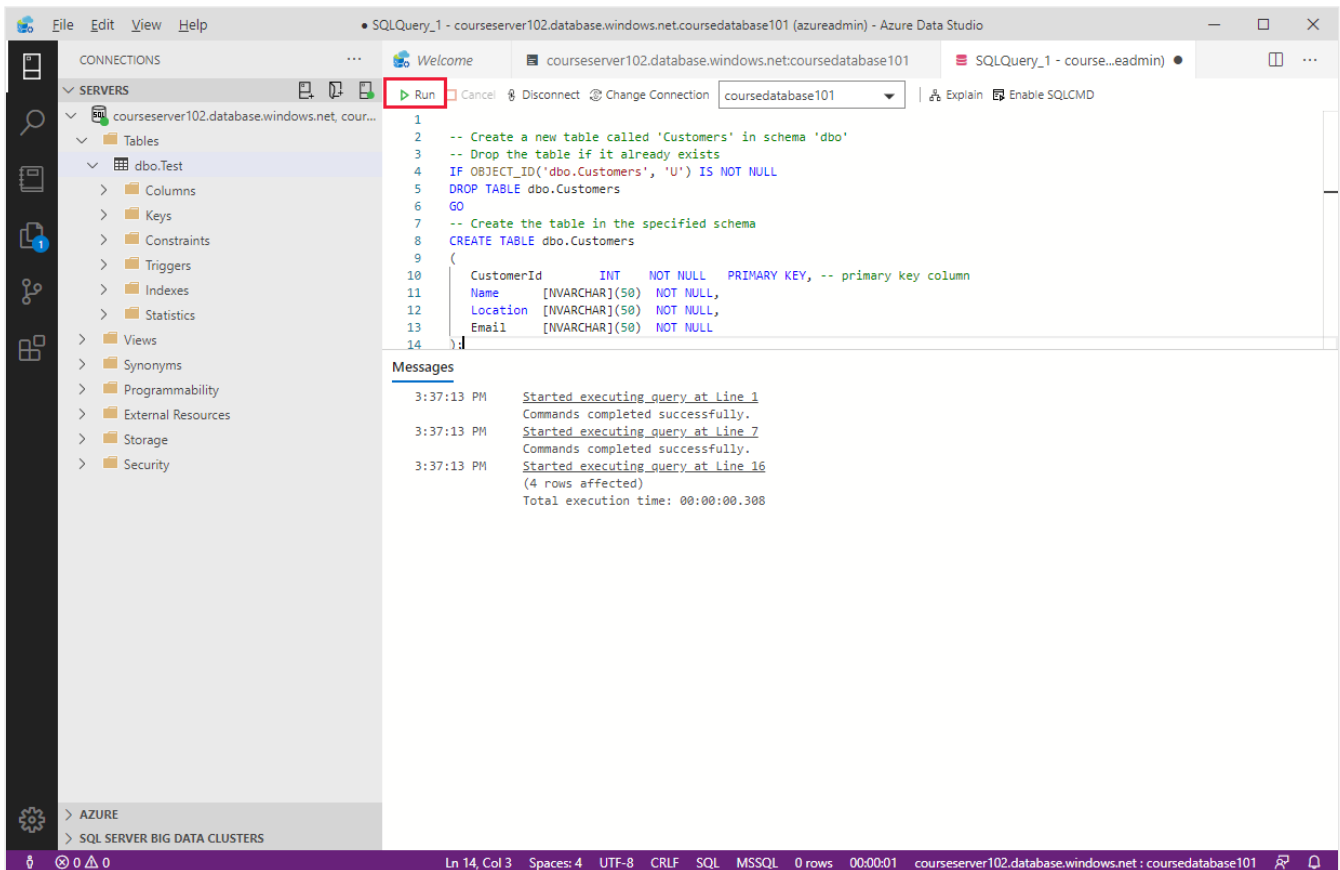 File Edit View Help
● SQLQuery_1 - courseserver102.database.windows.net.coursedatabase101 (azureadmin) - Azure Data Studio
CONNECTIONS
SERVERS
courseserver102.database.windows.net, cour...
Tables
dbo.Test
Columns
Keys
Constraints
Triggers
Indexes
Statistics
Views
Synonyms
Programmability
External Resources
Storage
Security
AZURE
SQL SERVER BIG DATA CLUSTERS
1
Welcome
courseserver102.database.windows.net:coursedatabase101
SQLQuery_1 - course...eadmin) ●
Run Cancel Disconnect Change Connection coursedatabase101 Explain Enable SQLCMD
1
2 -- Create a new table called 'Customers' in schema 'dbo'
3 -- Drop the table if it already exists
4 IF OBJECT_ID('dbo.Customers', 'U') IS NOT NULL
5 DROP TABLE dbo.Customers
6 GO
7 -- Create the table in the specified schema
8 CREATE TABLE dbo.Customers
9 (
10 CustomerId INT NOT NULL PRIMARY KEY, -- primary key column
11 Name [NVARCHAR](50) NOT NULL,
12 Location [NVARCHAR](50) NOT NULL,
13 Email [NVARCHAR](50) NOT NULL
14 );
Messages
3:37:13 PM Started executing query at Line 1
Commands completed successfully.
3:37:13 PM Started executing query at Line 7
Commands completed successfully.
3:37:13 PM Started executing query at Line 16
(4 rows affected)
Total execution time: 00:00:00.308
0 0 Ln 14, Col 3 Spaces: 4 UTF-8 CRLF SQL MSSQL 0 rows 00:00:01 courseserver102.database.windows.net : coursedatabase101